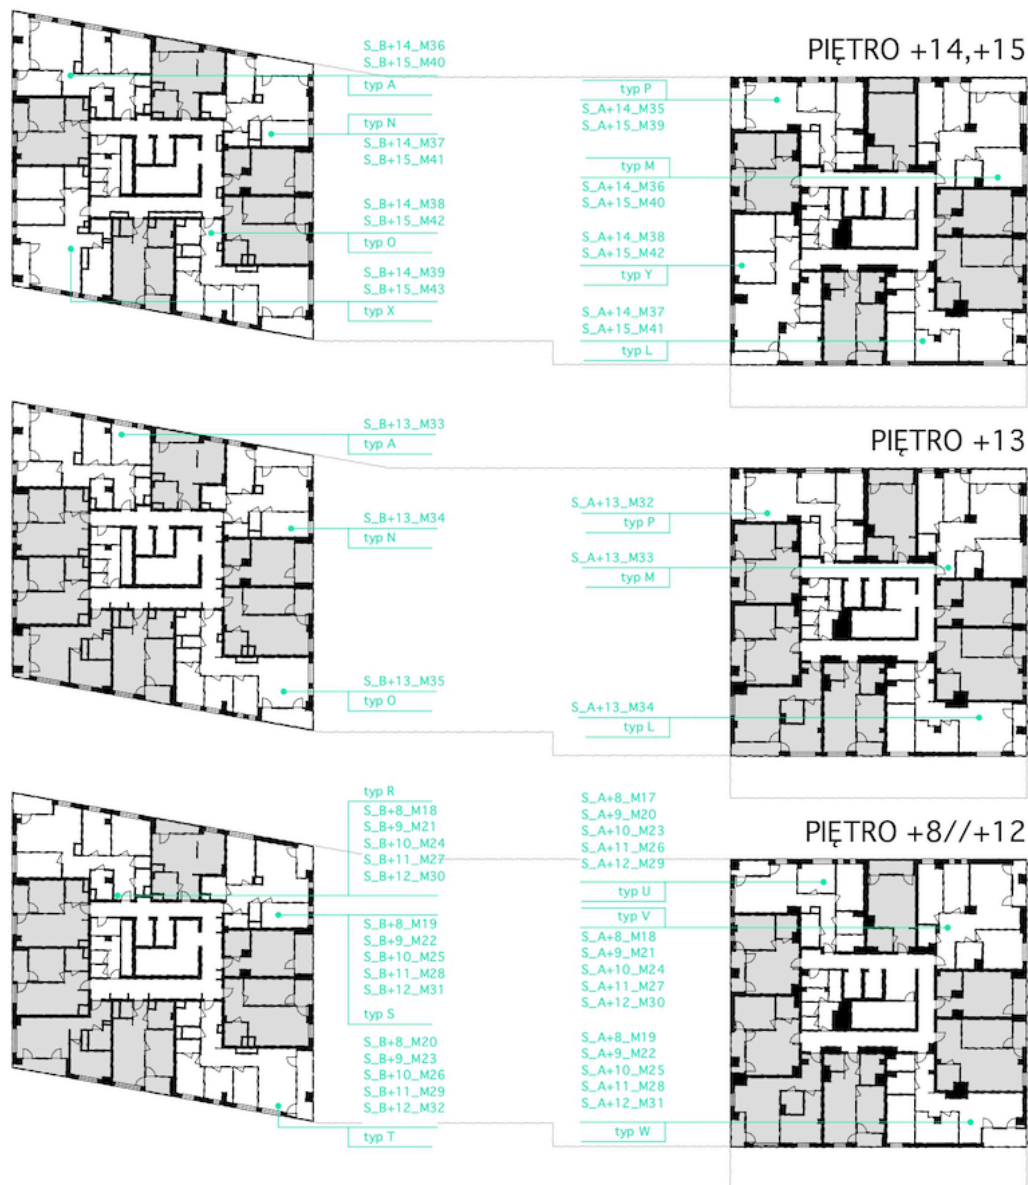 PIĘTRO +14,+15
S_B+14_M36
S_B+15_M40
typ A
typ N
S_B+14_M37
S_B+15_M41
S_B+14_M38
S_B+15_M42
typ O
S_B+14_M39
S_B+15_M43
typ X
typ P
S_A+14_M35
S_A+15_M39
typ M
S_A+14_M36
S_A+15_M40
S_A+14_M38
S_A+15_M42
typ Y
S_A+14_M37
S_A+15_M41
typ L
PIĘTRO +13
S_B+13_M33
typ A
S_B+13_M34
typ N
S_B+13_M35
typ O
S_A+13_M32
typ P
S_A+13_M33
typ M
S_A+13_M34
typ L
PIĘTRO +8//+12
typ R
S_B+8_M18
S_B+9_M21
S_B+10_M24
S_B+11_M27
S_B+12_M30
S_B+8_M19
S_B+9_M22
S_B+10_M25
S_B+11_M28
S_B+12_M31
typ S
S_B+8_M20
S_B+9_M23
S_B+10_M26
S_B+11_M29
S_B+12_M32
typ T
S_A+8_M17
S_A+9_M20
S_A+10_M23
S_A+11_M26
S_A+12_M29
typ U
typ V
S_A+8_M18
S_A+9_M21
S_A+10_M24
S_A+11_M27
S_A+12_M30
S_A+8_M19
S_A+9_M22
S_A+10_M25
S_A+11_M28
S_A+12_M31
typ W